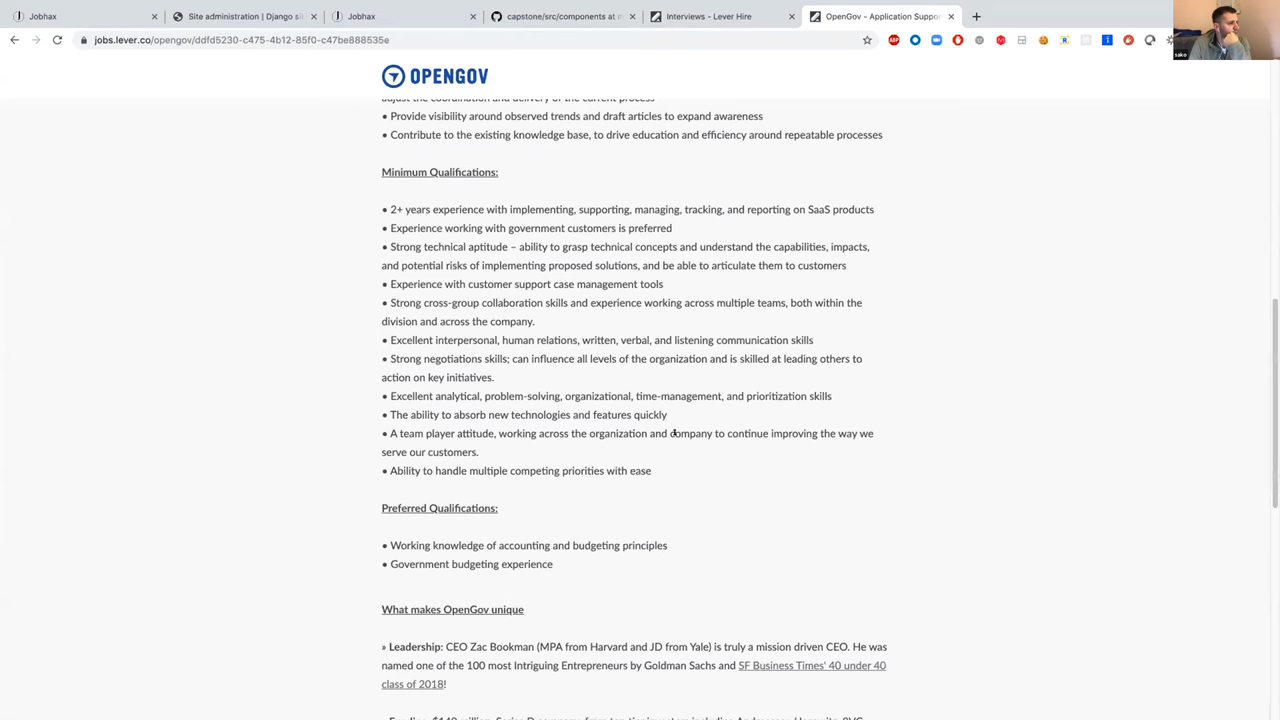 Jobhax
Site administration | Django sit
Jobhax
capstone/src/components at m
Interviews - Lever Hire
OpenGov - Application Suppor
jobs.lever.co/opengov/ddfd5230-c475-4b12-85f0-c47be888535e
sako
OPENGOV
adjust the coordination and delivery of the current process
• Provide visibility around observed trends and draft articles to expand awareness
• Contribute to the existing knowledge base, to drive education and efficiency around repeatable processes
Minimum Qualifications:
• 2+ years experience with implementing, supporting, managing, tracking, and reporting on SaaS products
• Experience working with government customers is preferred
• Strong technical aptitude – ability to grasp technical concepts and understand the capabilities, impacts,
and potential risks of implementing proposed solutions, and be able to articulate them to customers
• Experience with customer support case management tools
• Strong cross-group collaboration skills and experience working across multiple teams, both within the
division and across the company.
• Excellent interpersonal, human relations, written, verbal, and listening communication skills
• Strong negotiations skills; can influence all levels of the organization and is skilled at leading others to
action on key initiatives.
• Excellent analytical, problem-solving, organizational, time-management, and prioritization skills
• The ability to absorb new technologies and features quickly
• A team player attitude, working across the organization and company to continue improving the way we
serve our customers.
• Ability to handle multiple competing priorities with ease
Preferred Qualifications:
• Working knowledge of accounting and budgeting principles
• Government budgeting experience
What makes OpenGov unique
» Leadership: CEO Zac Bookman (MPA from Harvard and JD from Yale) is truly a mission driven CEO. He was
named one of the 100 most Intriguing Entrepreneurs by Goldman Sachs and SF Business Times' 40 under 40
class of 2018!